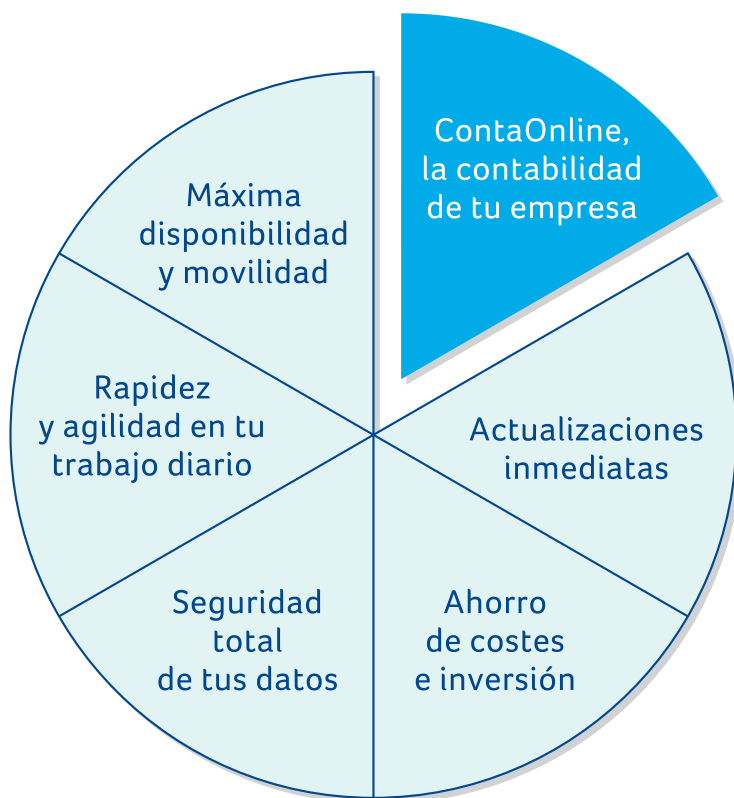 ContaOnline,
la contabilidad
de tu empresa
Actualizaciones
inmediatas
Ahorro
de costes
e inversión
Seguridad
total
de tus datos
Rapidez
y agilidad en tu
trabajo diario
Máxima
disponibilidad
y movilidad